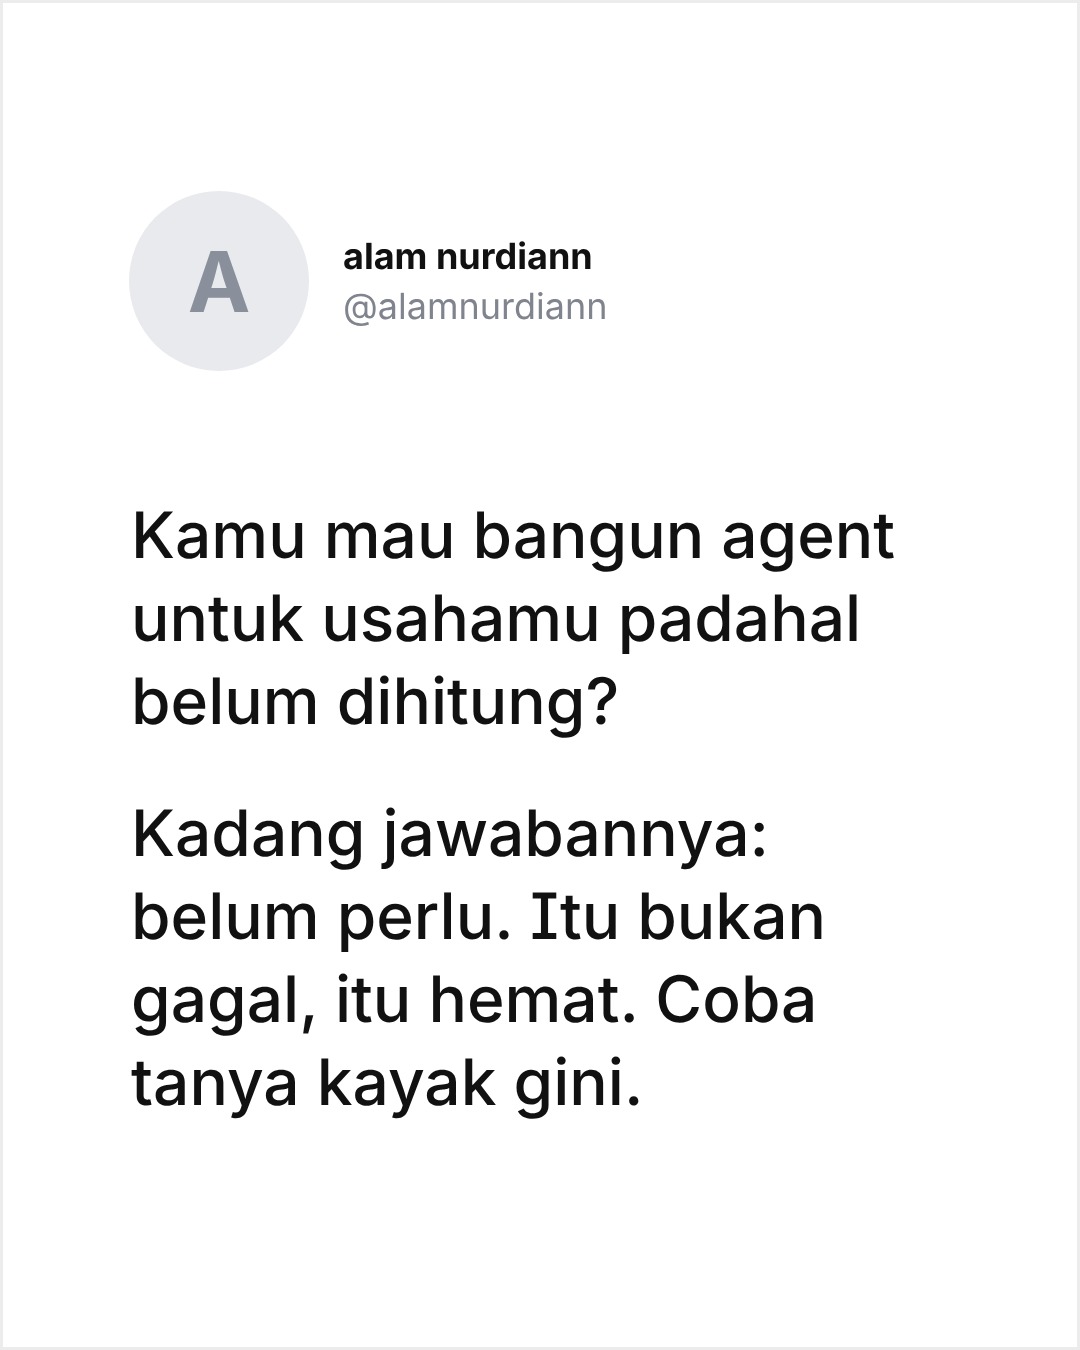 A
alam nurdiann
@alamnurdiann
Kamu mau bangun agent
untuk usahamu padahal
belum dihitung?
Kadang jawabannya:
belum perlu. Itu bukan
gagal, itu hemat. Coba
tanya kayak gini.